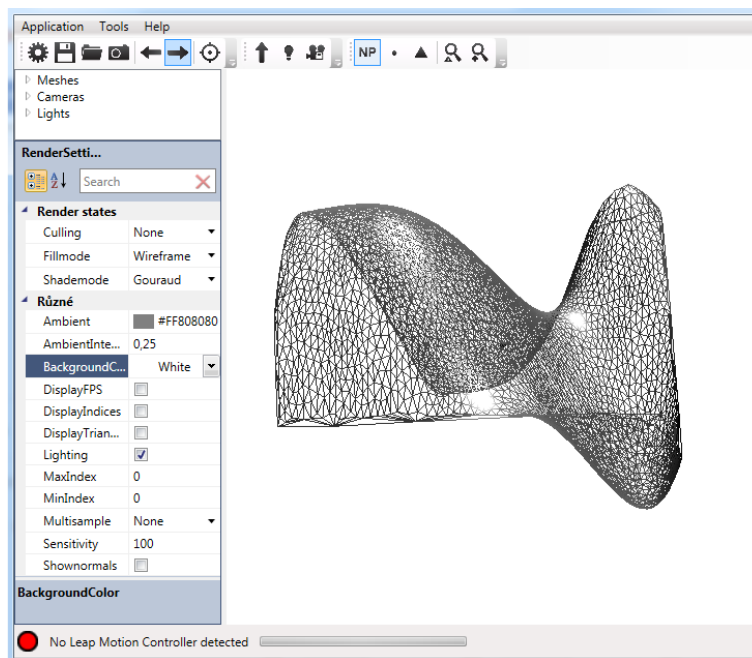 Application Tools Help
NP
Meshes
Cameras
Lights
RenderSetti...
A Z Search
Render states
Culling None
Fillmode Wireframe
Shademode Gouraud
Různé
Ambient #FF808080
AmbientInte... 0,25
BackgroundC... White
DisplayFPS
DisplayIndices
DisplayTrian...
Lighting
MaxIndex 0
MinIndex 0
Multisample None
Sensitivity 100
Shownormals
BackgroundColor
No Leap Motion Controller detected